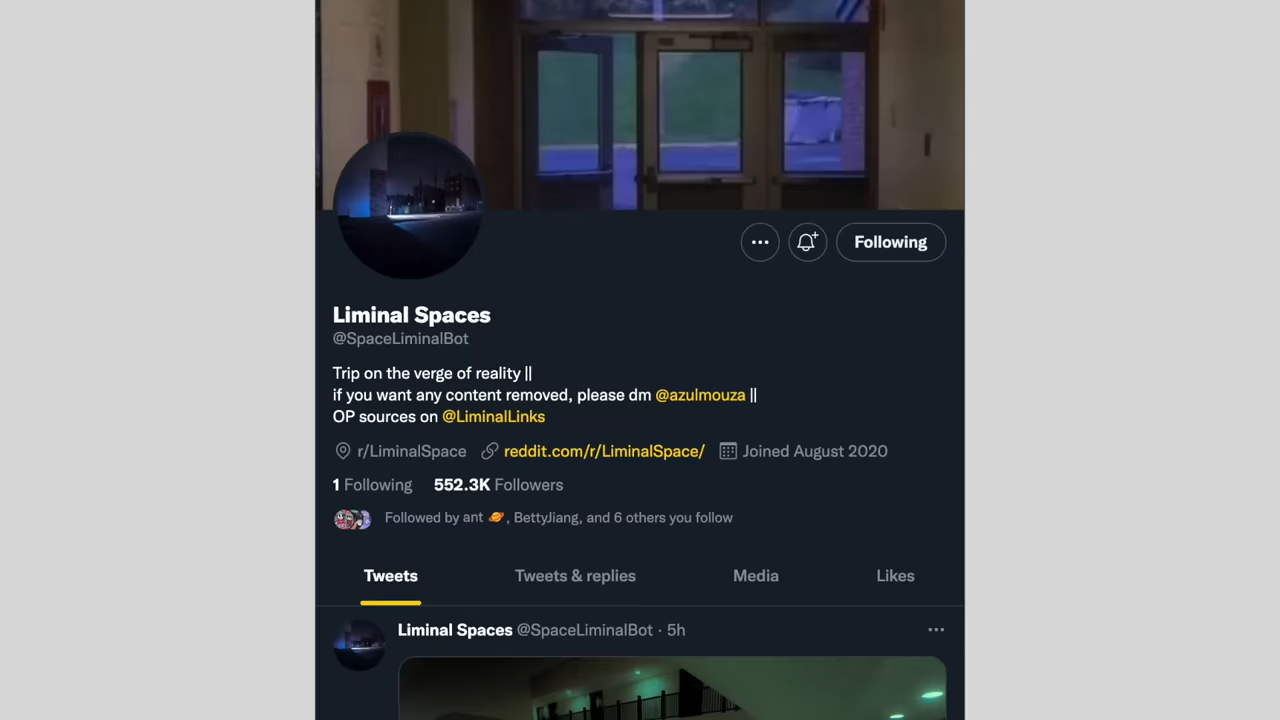 Following
Liminal Spaces
@SpaceLiminalBot
Trip on the verge of reality ||
if you want any content removed, please dm @azulmouza ||
OP sources on @LiminalLinks
r/LiminalSpace reddit.com/r/LiminalSpace/ Joined August 2020
1 Following 552.3K Followers
Followed by ant 🪐, BettyJiang, and 6 others you follow
Tweets Tweets & replies Media Likes
Liminal Spaces @SpaceLiminalBot · 5h